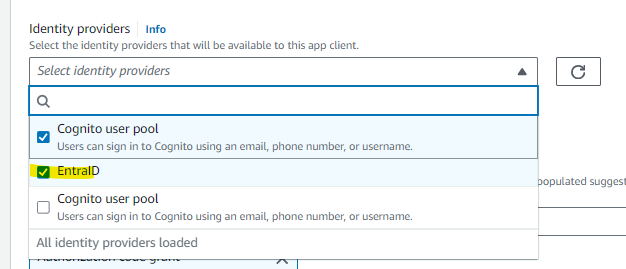 Identity providers Info
Select the identity providers that will be available to this app client.
Select identity providers
Cognito user pool
Users can sign in to Cognito using an email, phone number, or username.
EntraID
populated suggest
Cognito user pool
Users can sign in to Cognito using an email, phone number, or username.
All identity providers loaded
Authorization code grant